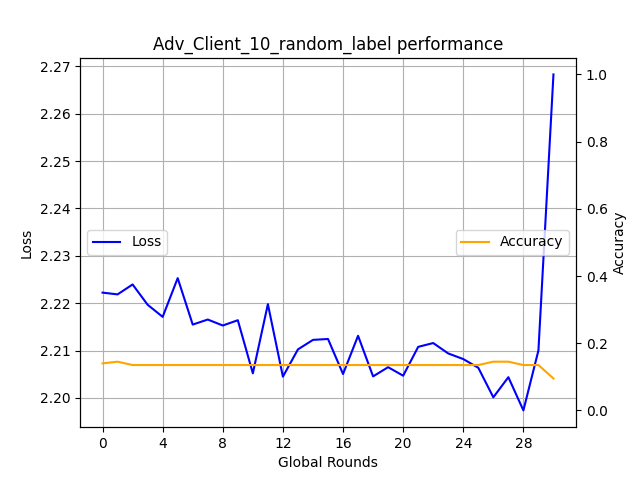 Adv_Client_10_random_label performance
2.27
2.26
2.25
2.24
2.23
2.22
2.21
2.20
Loss
Loss
Accuracy
1.0
0.8
0.6
0.4
0.2
0.0
Accuracy
0 4 8 12 16 20 24 28
Global Rounds